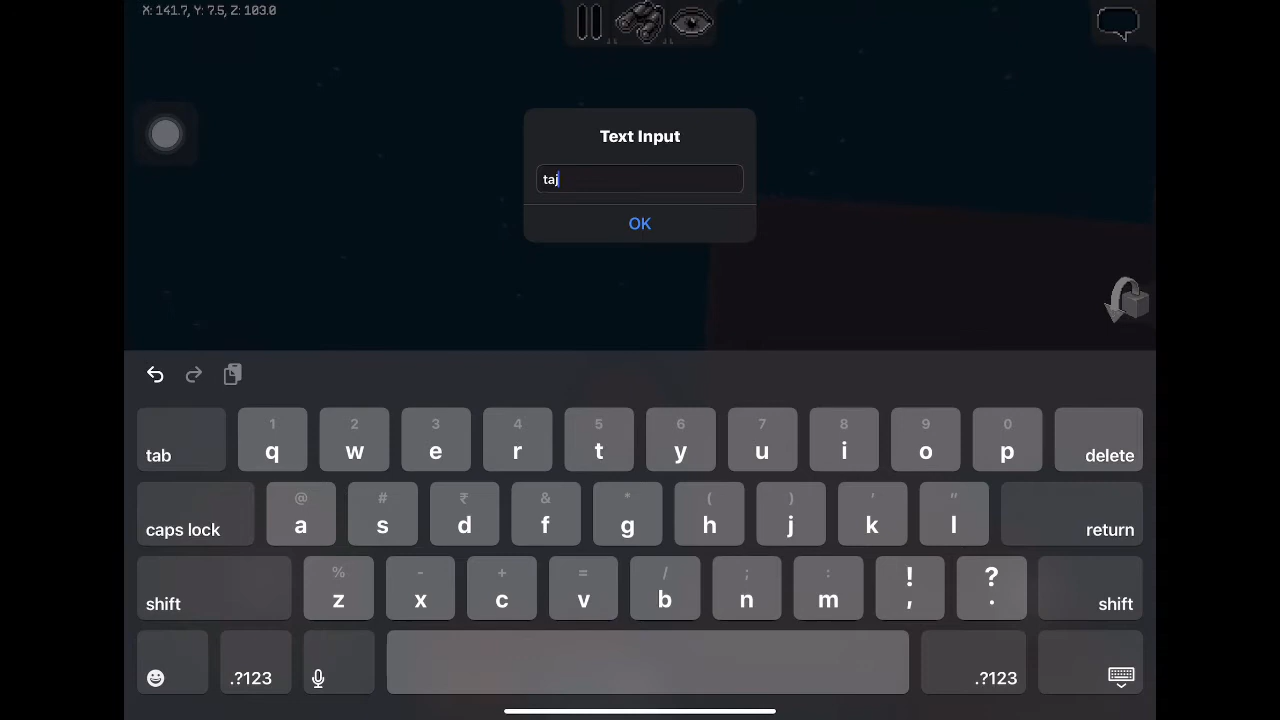 X: 141.7, Y: 7.5, Z: 103.0
Text Input
taj
OK
1 2 3 4 5 6 7 8 9 0
tab q w e r t y u i o p delete
@ # ₹ & * ( ) ' "
caps lock a s d f g h j k l return
% - + = / ; : ! ?
shift z x c v b n m , . shift
.?123 .?123